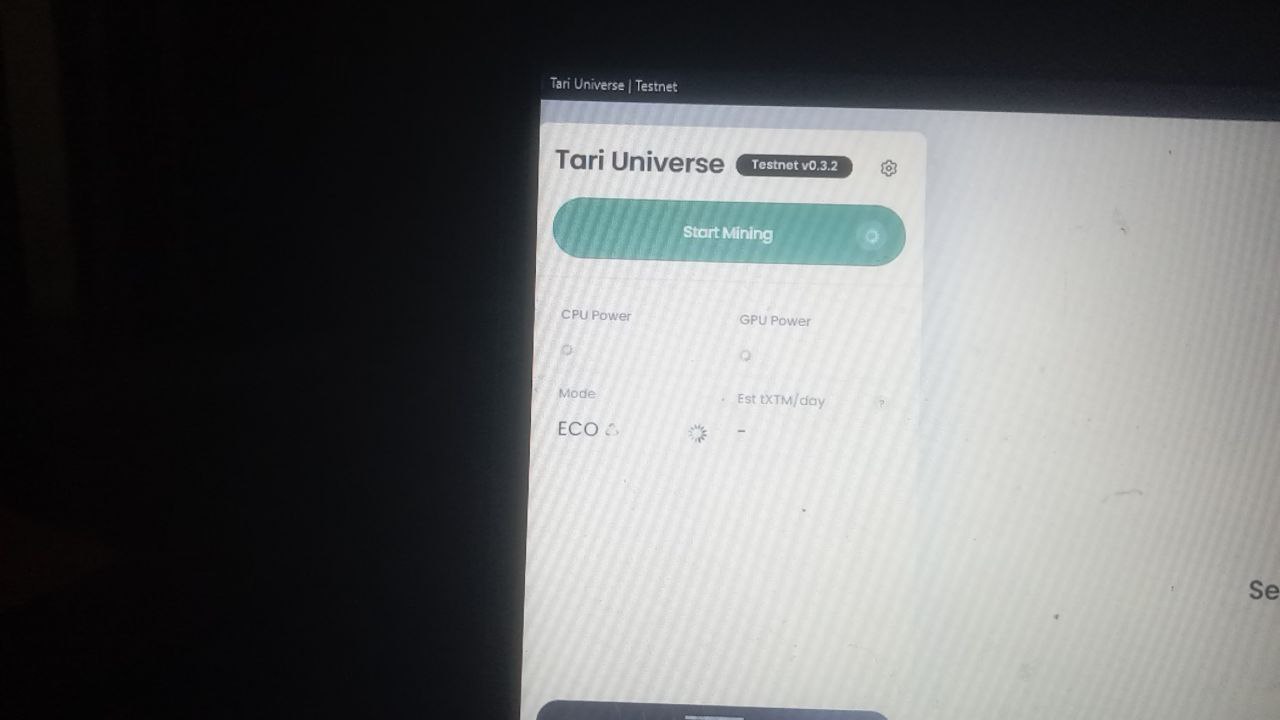 Tari Universe | Testnet
Tari Universe Testnet v0.3.2
Start Mining
CPU Power GPU Power
Mode Est tXTM/day ?
ECO -
Se